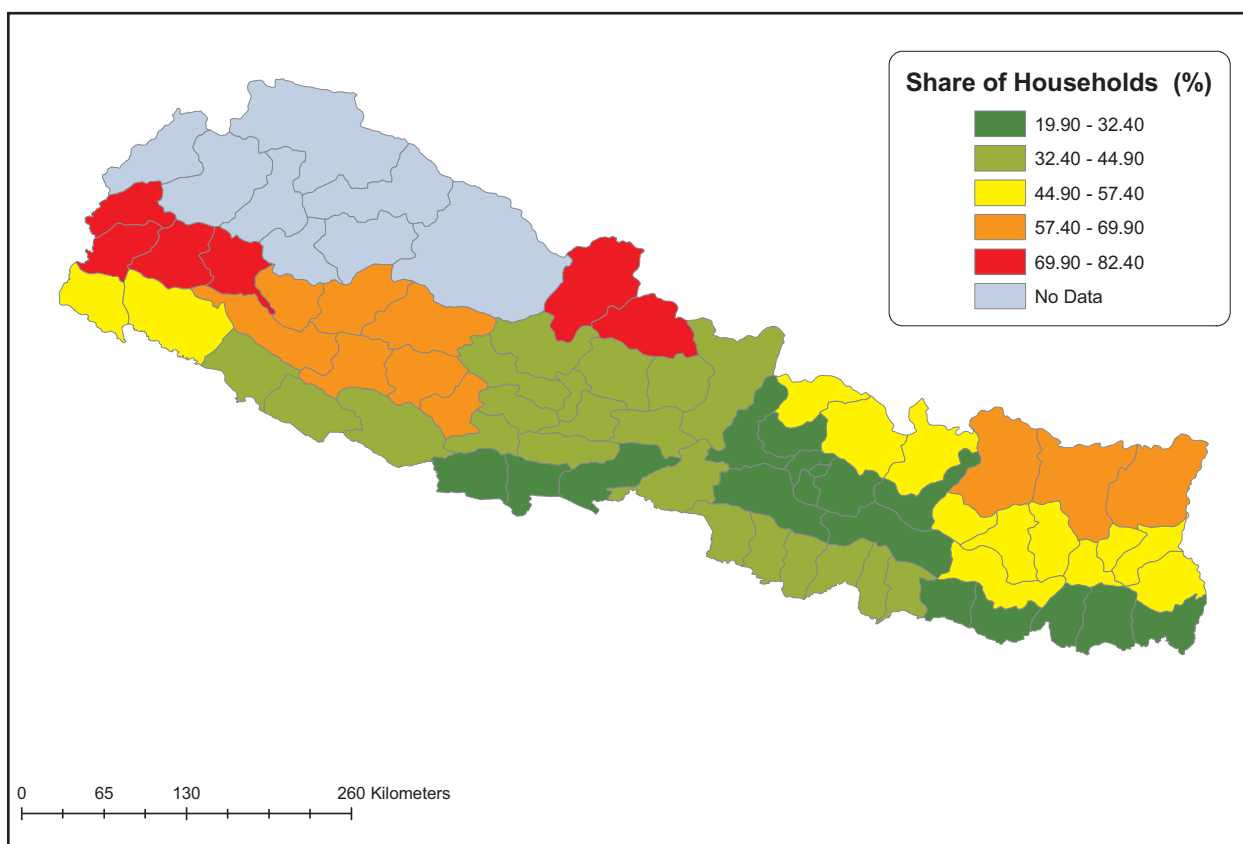 Share of Households (%)
19.90 - 32.40
32.40 - 44.90
44.90 - 57.40
57.40 - 69.90
69.90 - 82.40
No Data
0 65 130 260 Kilometers